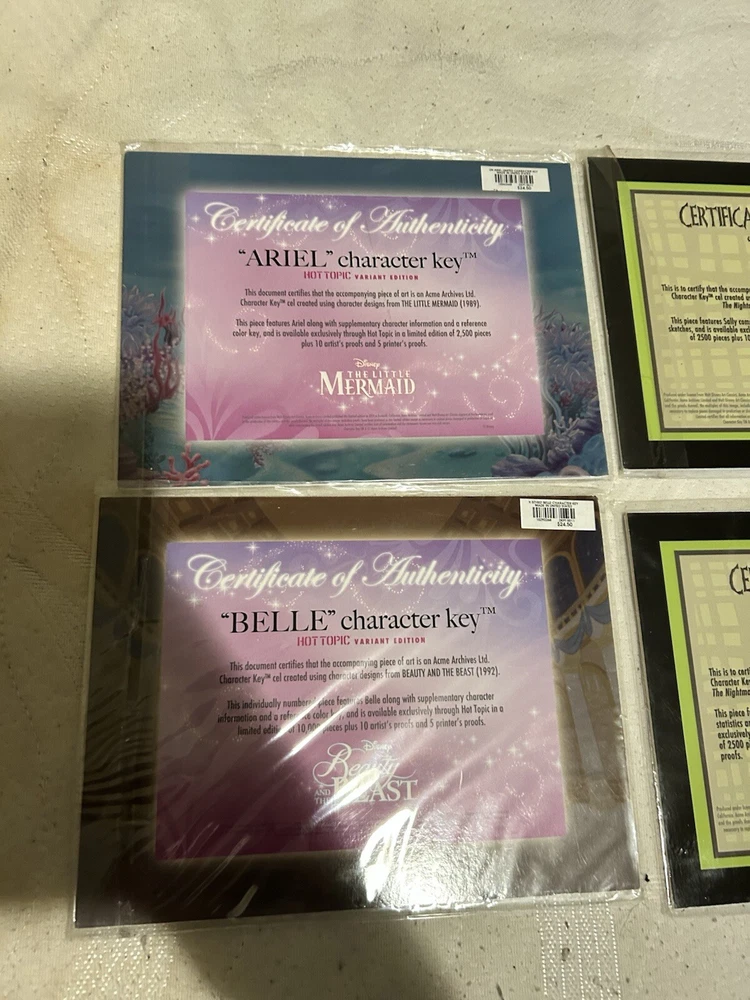 Certificate of Authenticity
"ARIEL" character key™
HOT TOPIC VARIANT EDITION
This document certifies that the accompanying piece of art is an Acme Archives Ltd.
Character Key™ cel created using character designs from THE LITTLE MERMAID (1989).
This piece features Ariel along with supplementary character information and a reference
color key, and is available exclusively through Hot Topic in a limited edition of 2,500 pieces
plus 10 artist's proofs and 5 printer's proofs.
Disney
THE LITTLE
MERMAID
$24.50
Certificate of Authenticity
"BELLE" character key™
HOT TOPIC VARIANT EDITION
This document certifies that the accompanying piece of art is an Acme Archives Ltd.
Character Key™ cel created using character designs from BEAUTY AND THE BEAST (1992).
This individually numbered piece features Belle along with supplementary character
information and a reference color key, and is available exclusively through Hot Topic in a
limited edition of 10,000 pieces plus 10 artist's proofs and 5 printer's proofs.
Disney
Beauty
AND THE BEAST
MADE IN UNITED STATES
$24.50
CERTIFICA
This is to certify that the accomp
Character Key™ cel created u
The Nightm
This piece features Sally com
sketches, and is available exc
of 2500 pieces plus 10
CE
This is to cert
Character Key
The Nightma
This piece F
statistics a
exclusively
of 2500 p
proofs.